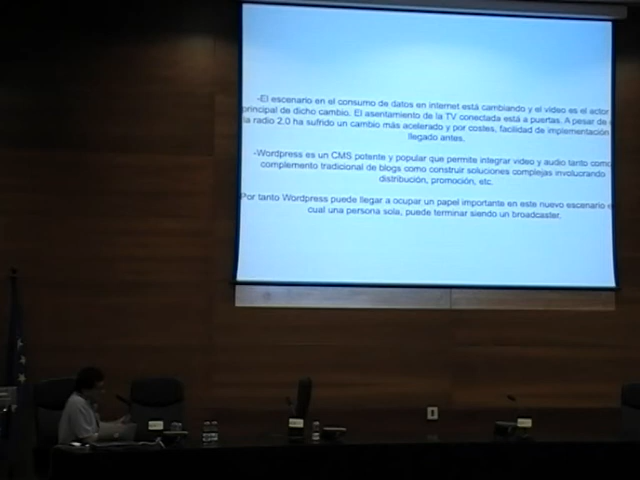 -El escenario en el consumo de datos en internet está cambiando y el video es el actor
principal de dicho cambio. El asentamiento de la TV conectada está a puertas. A pesar de
la radio 2.0 ha sufrido un cambio más acelerado y por costes, facilidad de implementación
llegado antes.
-Wordpress es un CMS potente y popular que permite integrar video y audio tanto como
complemento tradicional de blogs como construir soluciones complejas involucrando
distribución, promoción, etc.
Por tanto Wordpress puede llegar a ocupar un papel importante en este nuevo escenario
cual una persona sola, puede terminar siendo un broadcaster.